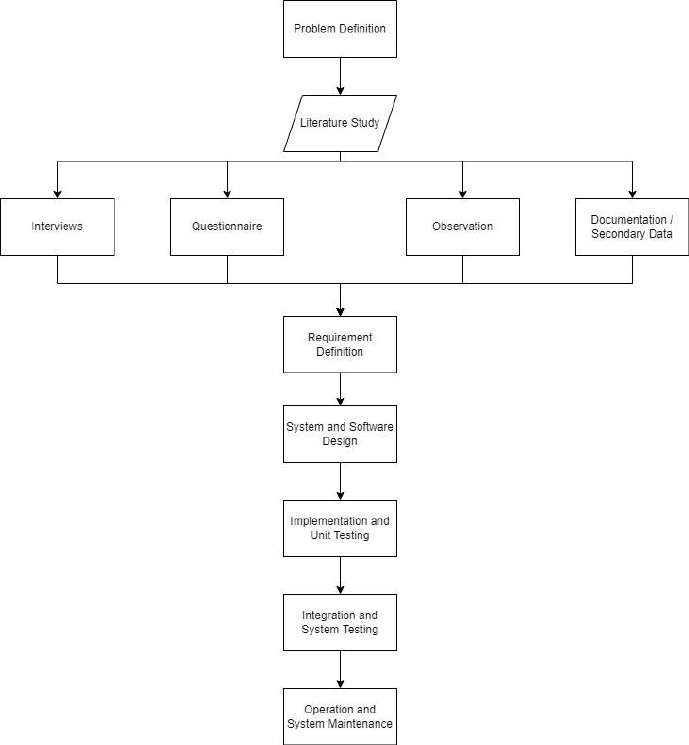 Problem Definition
Literature Study
Interviews
Questionnaire
Observation
Documentation /
Secondary Data
Requirement
Definition
System and Software
Design
Implementation and
Unit Testing
Integration and
System Testing
Operation and
System Maintenance